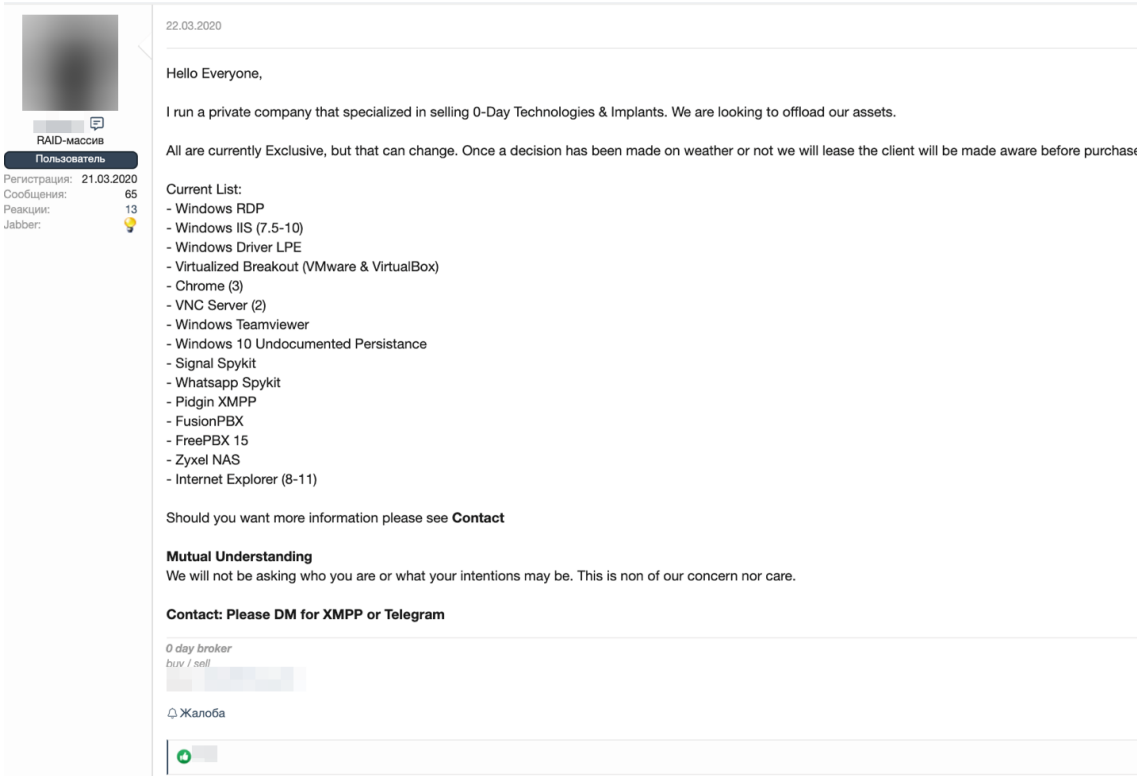 22.03.2020
RAID-массив
Пользователь
Регистрация: 21.03.2020
Сообщения: 65
Реакции: 13
Jabber:
Hello Everyone,
I run a private company that specialized in selling 0-Day Technologies & Implants. We are looking to offload our assets.
All are currently Exclusive, but that can change. Once a decision has been made on weather or not we will lease the client will be made aware before purchase
Current List:
- Windows RDP
- Windows IIS (7.5-10)
- Windows Driver LPE
- Virtualized Breakout (VMware & VirtualBox)
- Chrome (3)
- VNC Server (2)
- Windows Teamviewer
- Windows 10 Undocumented Persistance
- Signal Spykit
- Whatsapp Spykit
- Pidgin XMPP
- FusionPBX
- FreePBX 15
- Zyxel NAS
- Internet Explorer (8-11)
Should you want more information please see Contact
Mutual Understanding
We will not be asking who you are or what your intentions may be. This is non of our concern nor care.
Contact: Please DM for XMPP or Telegram
0 day broker
buy / sell
Жалоба